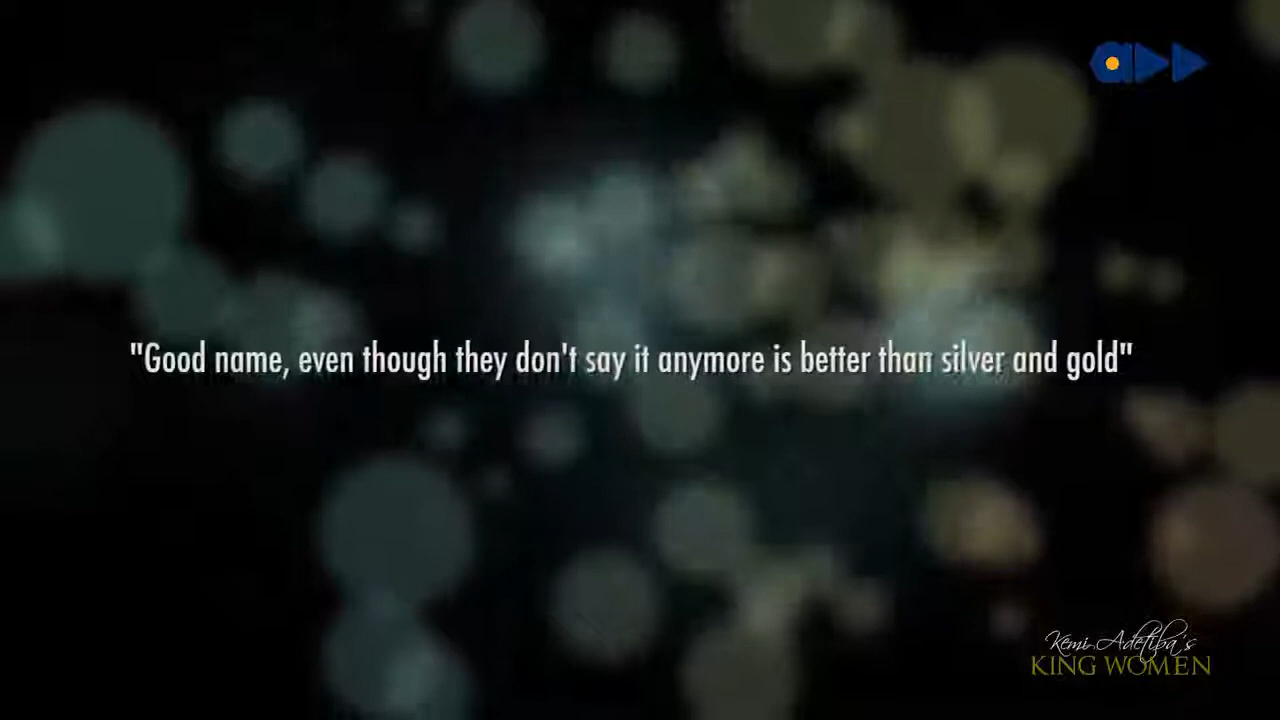 "Good name, even though they don't say it anymore is better than silver and gold"
Kemi Adetiba's
KING WOMEN